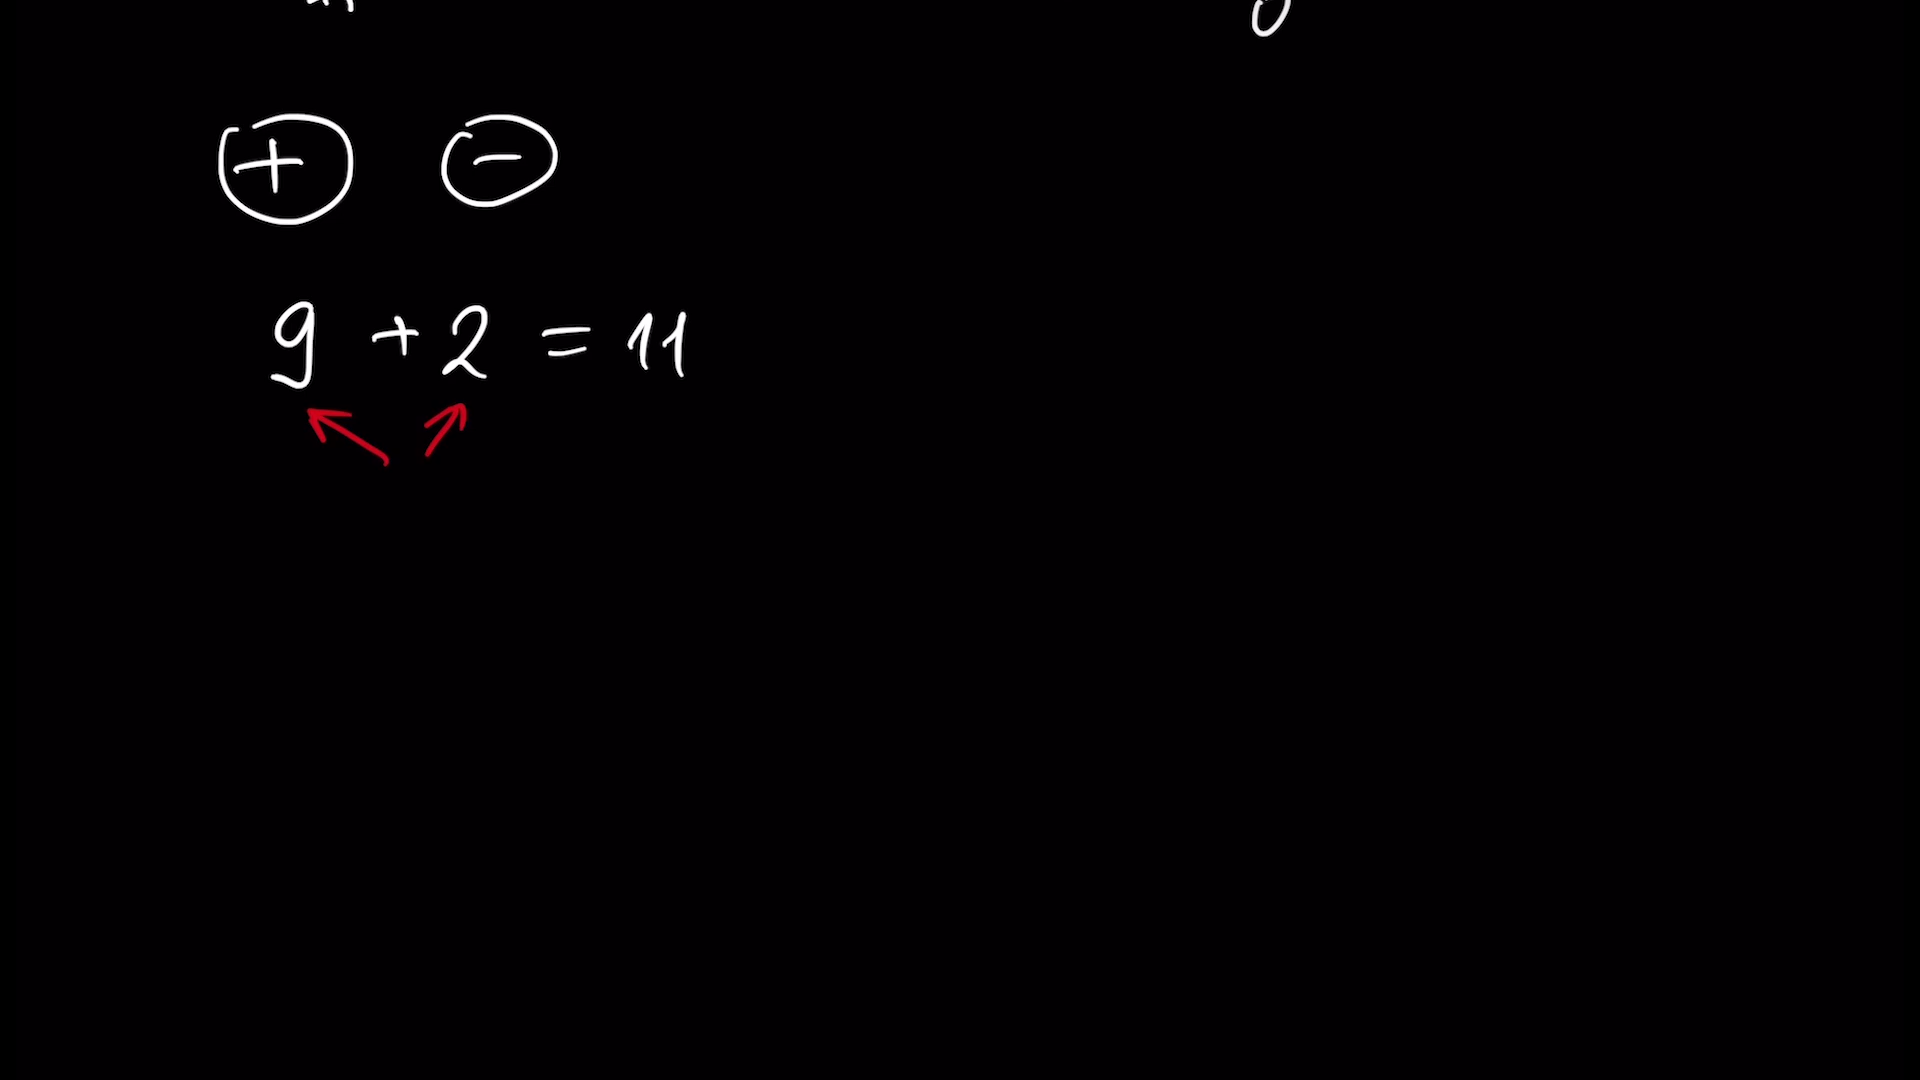 + -
9 + 2 = 11